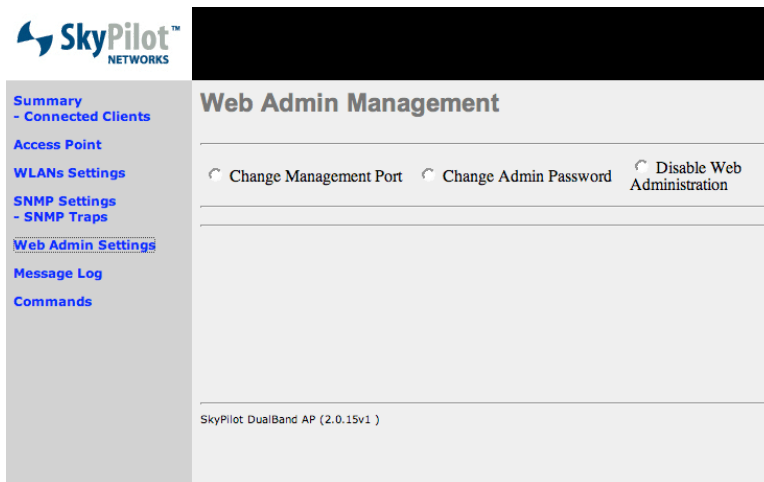 SkyPilot™
NETWORKS
Summary
- Connected Clients
Access Point
WLANs Settings
SNMP Settings
- SNMP Traps
Web Admin Settings
Message Log
Commands
Web Admin Management
Change Management Port
Change Admin Password
Disable Web
Administration
SkyPilot DualBand AP (2.0.15v1 )